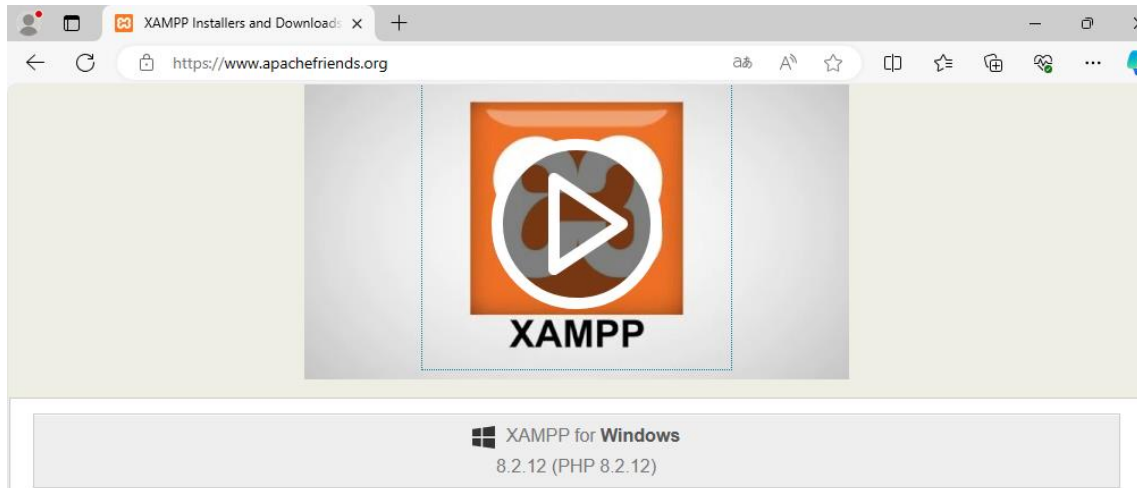 XAMPP Installers and Downloads
https://www.apachefriends.org
XAMPP
XAMPP for Windows
8.2.12 (PHP 8.2.12)